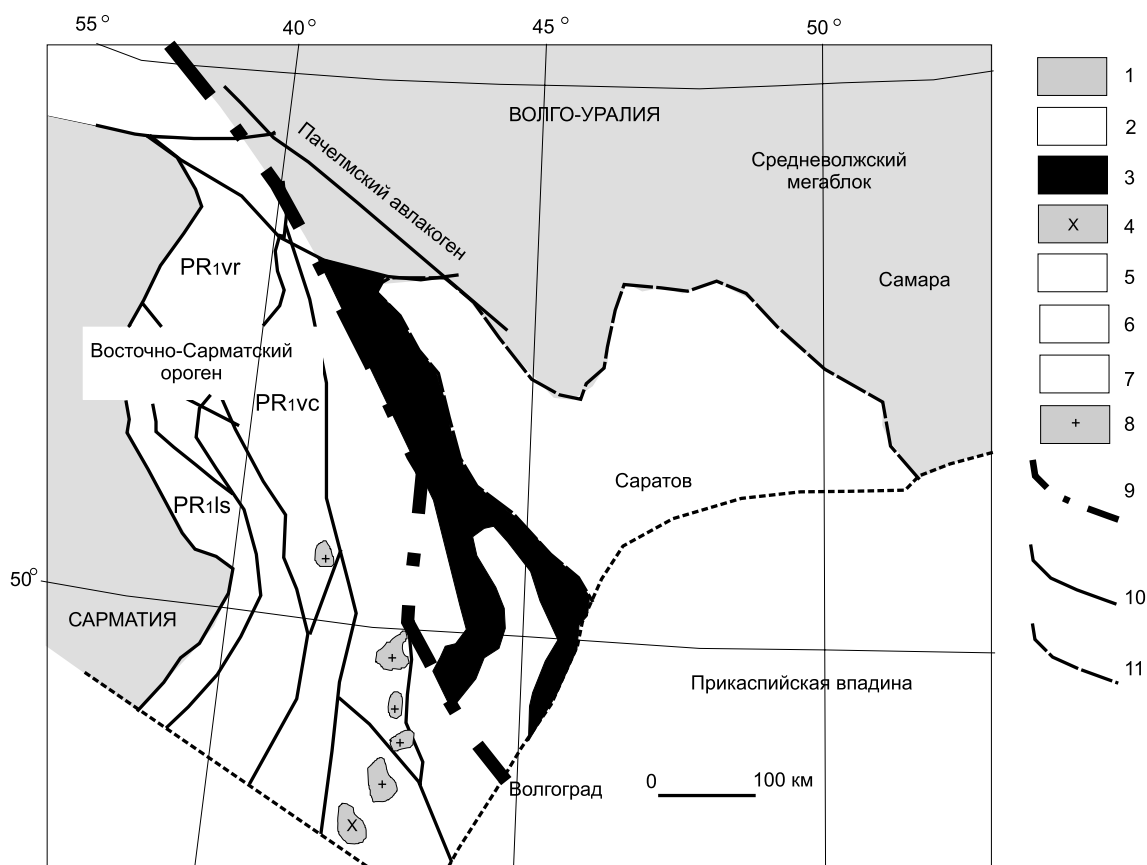 55°
40°
45°
50°
ВОЛГО-УРАЛИЯ
Пачелмский авлакоген
Средневолжский
мегаблок
Самара
PR1vr
Восточно-Сарматский
ороген
PR1vc
PR1ls
Саратов
50°
САРМАТИЯ
Прикаспийская впадина
Волгоград
0 100 км
+
+
+
+
+
X
1
2
3
X 4
5
6
7
+ 8
9
10
11